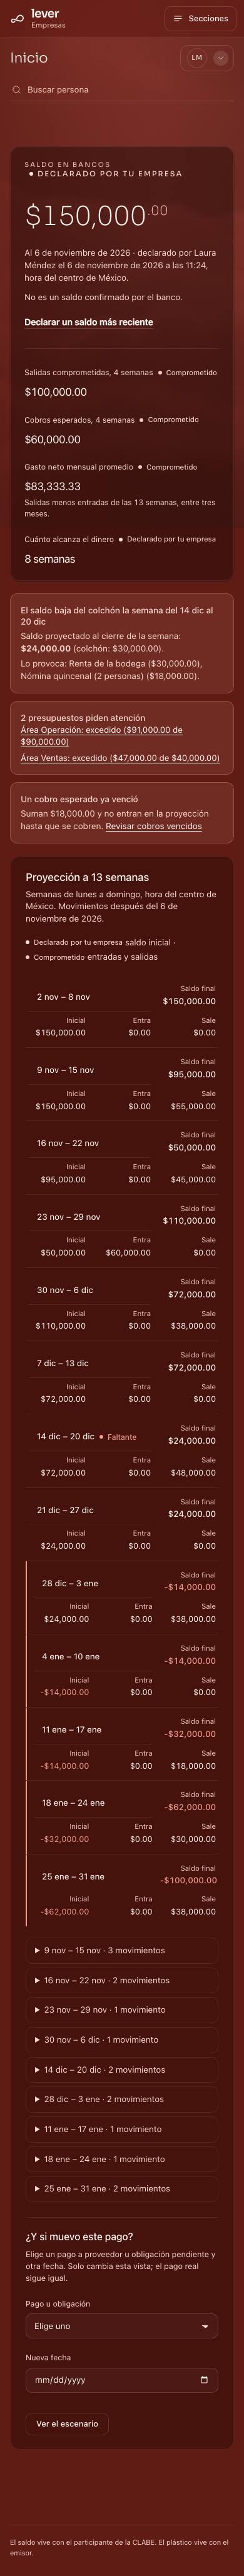 lever
Empresas
Secciones
Inicio
LM
Buscar persona
SALDO EN BANCOS
DECLARADO POR TU EMPRESA
$150,000.00
Al 6 de noviembre de 2026 · declarado por Laura
Méndez el 6 de noviembre de 2026 a las 11:24,
hora del centro de México.
No es un saldo confirmado por el banco.
Declarar un saldo más reciente
Salidas comprometidas, 4 semanas Comprometido
$100,000.00
Cobros esperados, 4 semanas Comprometido
$60,000.00
Gasto neto mensual promedio Comprometido
$83,333.33
Salidas menos entradas de las 13 semanas, entre tres
meses.
Cuánto alcanza el dinero Declarado por tu empresa
8 semanas
El saldo baja del colchón la semana del 14 dic al
20 dic
Saldo proyectado al cierre de la semana:
$24,000.00 (colchón: $30,000.00).
Lo provoca: Renta de la bodega ($30,000.00),
Nómina quincenal (2 personas) ($18,000.00).
2 presupuestos piden atención
Área Operación: excedido ($91,000.00 de
$90,000.00)
Área Ventas: excedido ($47,000.00 de $40,000.00)
Un cobro esperado ya venció
Suman $18,000.00 y no entran en la proyección
hasta que se cobren. Revisar cobros vencidos
Proyección a 13 semanas
Semanas de lunes a domingo, hora del centro de
México. Movimientos después del 6 de
noviembre de 2026.
Declarado por tu empresa saldo inicial ·
Comprometido entradas y salidas
Saldo final
2 nov – 8 nov $150,000.00
Inicial Entra Sale
$150,000.00 $0.00 $0.00
Saldo final
9 nov – 15 nov $95,000.00
Inicial Entra Sale
$150,000.00 $0.00 $55,000.00
Saldo final
16 nov – 22 nov $50,000.00
Inicial Entra Sale
$95,000.00 $0.00 $45,000.00
Saldo final
23 nov – 29 nov $110,000.00
Inicial Entra Sale
$50,000.00 $60,000.00 $0.00
Saldo final
30 nov – 6 dic $72,000.00
Inicial Entra Sale
$110,000.00 $0.00 $38,000.00
Saldo final
7 dic – 13 dic $72,000.00
Inicial Entra Sale
$72,000.00 $0.00 $0.00
Saldo final
14 dic – 20 dic Faltante $24,000.00
Inicial Entra Sale
$72,000.00 $0.00 $48,000.00
Saldo final
21 dic – 27 dic $24,000.00
Inicial Entra Sale
$24,000.00 $0.00 $0.00
Saldo final
28 dic – 3 ene -$14,000.00
Inicial Entra Sale
$24,000.00 $0.00 $38,000.00
Saldo final
4 ene – 10 ene -$14,000.00
Inicial Entra Sale
-$14,000.00 $0.00 $0.00
Saldo final
11 ene – 17 ene -$32,000.00
Inicial Entra Sale
-$14,000.00 $0.00 $18,000.00
Saldo final
18 ene – 24 ene -$62,000.00
Inicial Entra Sale
-$32,000.00 $0.00 $30,000.00
Saldo final
25 ene – 31 ene -$100,000.00
Inicial Entra Sale
-$62,000.00 $0.00 $38,000.00
9 nov – 15 nov · 3 movimientos
16 nov – 22 nov · 2 movimientos
23 nov – 29 nov · 1 movimiento
30 nov – 6 dic · 1 movimiento
14 dic – 20 dic · 2 movimientos
28 dic – 3 ene · 2 movimientos
11 ene – 17 ene · 1 movimiento
18 ene – 24 ene · 1 movimiento
25 ene – 31 ene · 2 movimientos
¿Y si muevo este pago?
Elige un pago a proveedor u obligación pendiente y
otra fecha. Solo cambia esta vista; el pago real
sigue igual.
Pago u obligación
Elige uno
Nueva fecha
mm/dd/yyyy
Ver el escenario
El saldo vive con el participante de la CLABE. El plástico vive con el
emisor.